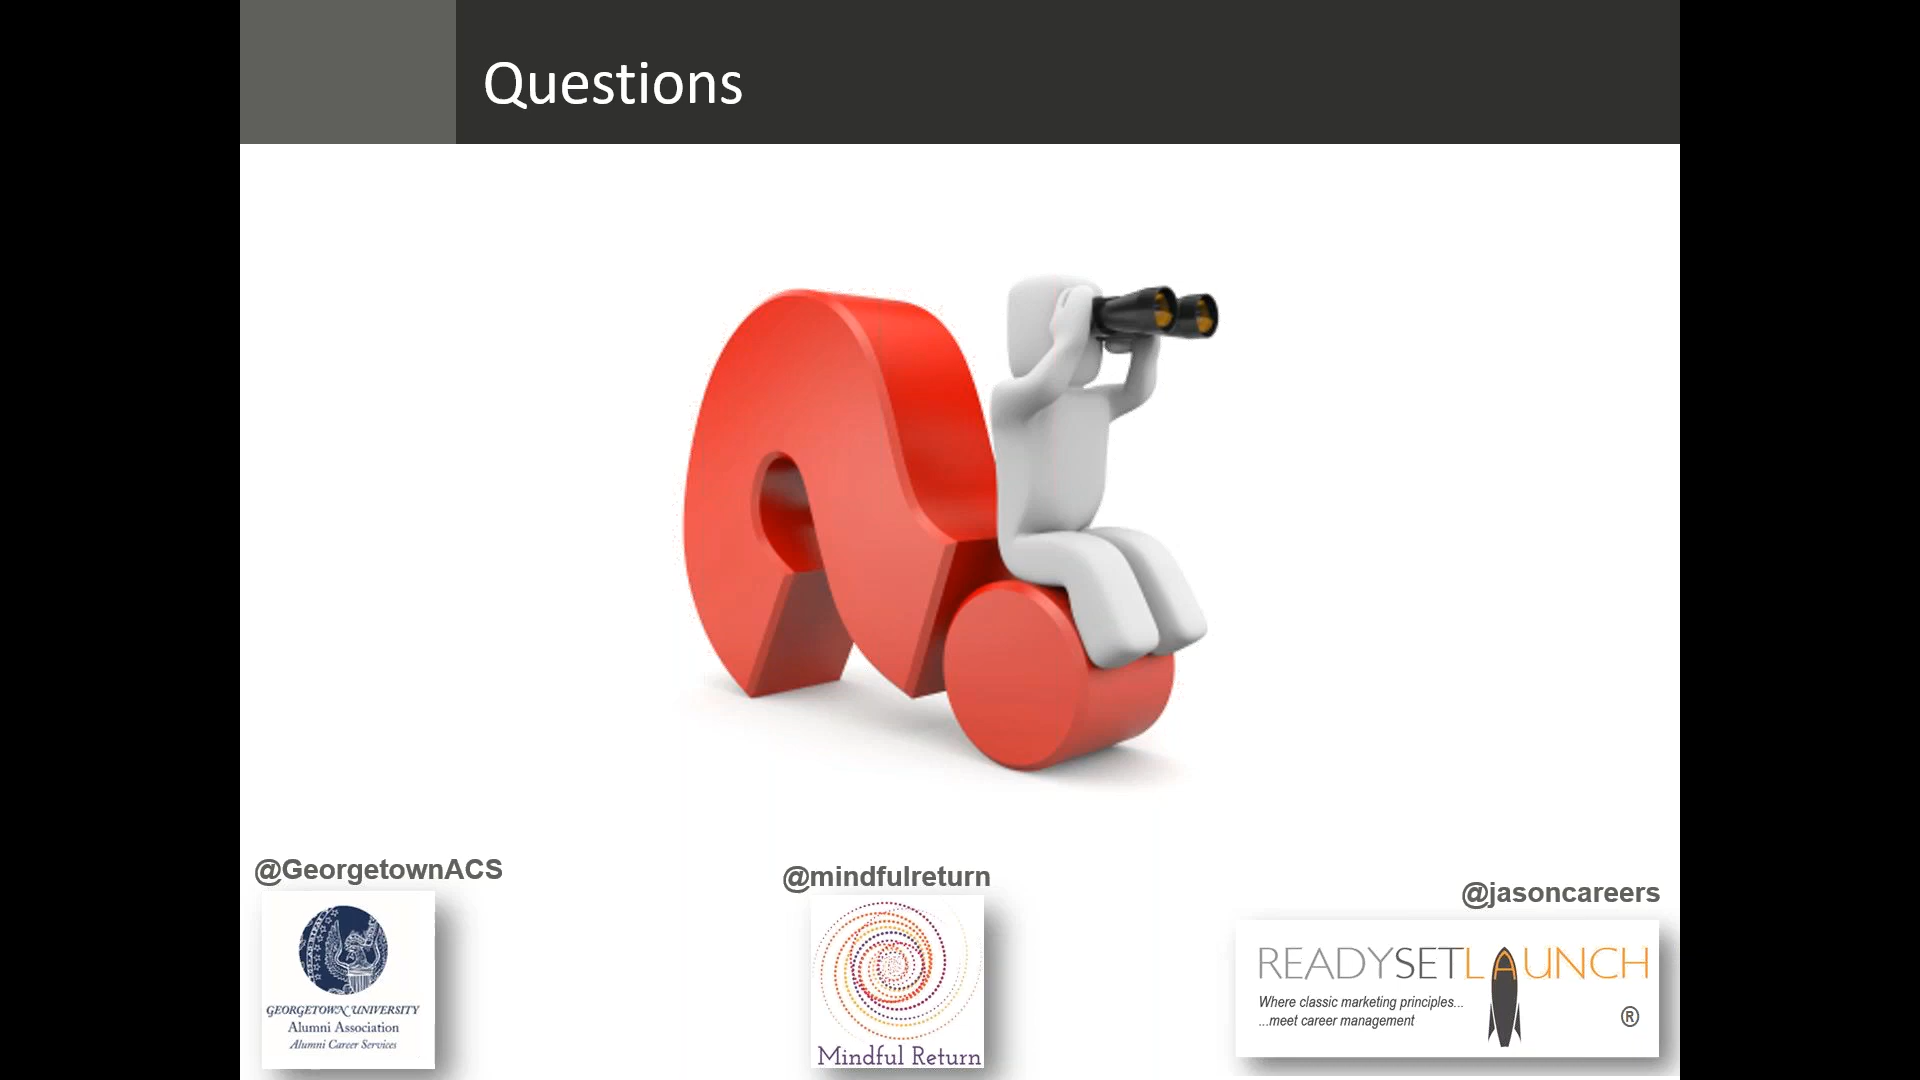 Questions
@GeorgetownACS
GEORGETOWN UNIVERSITY
Alumni Association
Alumni Career Services
@mindfulreturn
Mindful Return
@jasoncareers
READYSETLAUNCH
Where classic marketing principles...
...meet career management
®